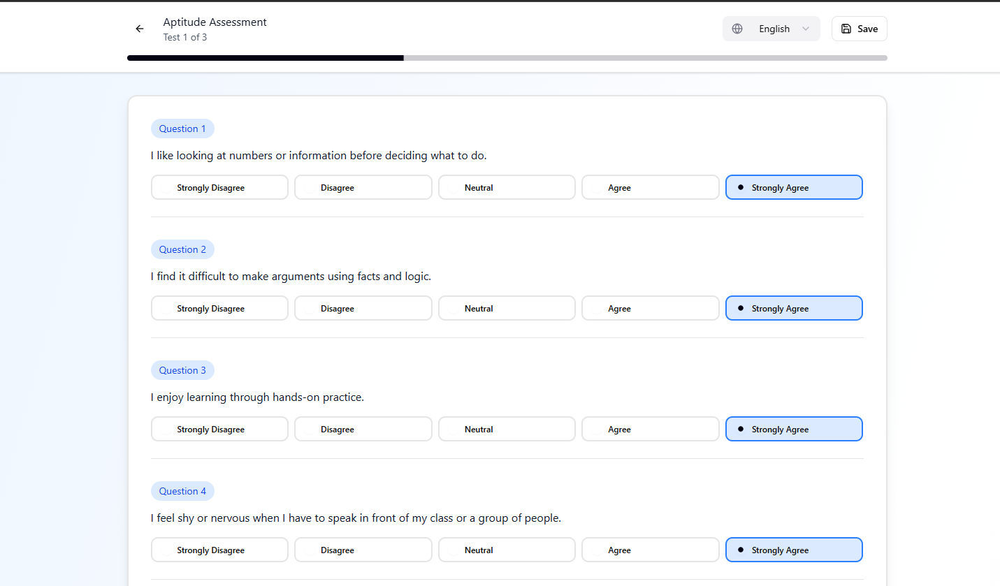 Aptitude Assessment
Test 1 of 3
English
Save
Question 1
I like looking at numbers or information before deciding what to do.
Strongly Disagree Disagree Neutral Agree Strongly Agree
Question 2
I find it difficult to make arguments using facts and logic.
Strongly Disagree Disagree Neutral Agree Strongly Agree
Question 3
I enjoy learning through hands-on practice.
Strongly Disagree Disagree Neutral Agree Strongly Agree
Question 4
I feel shy or nervous when I have to speak in front of my class or a group of people.
Strongly Disagree Disagree Neutral Agree Strongly Agree